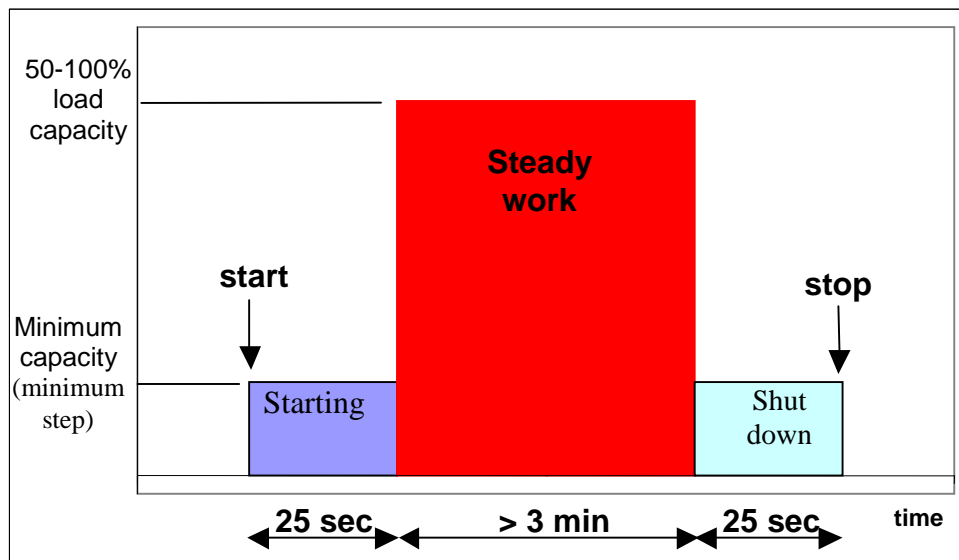 50-100%
load
capacity
Steady
work
start
stop
Minimum
capacity
(minimum
step)
Starting
Shut
down
25 sec
> 3 min
25 sec
time